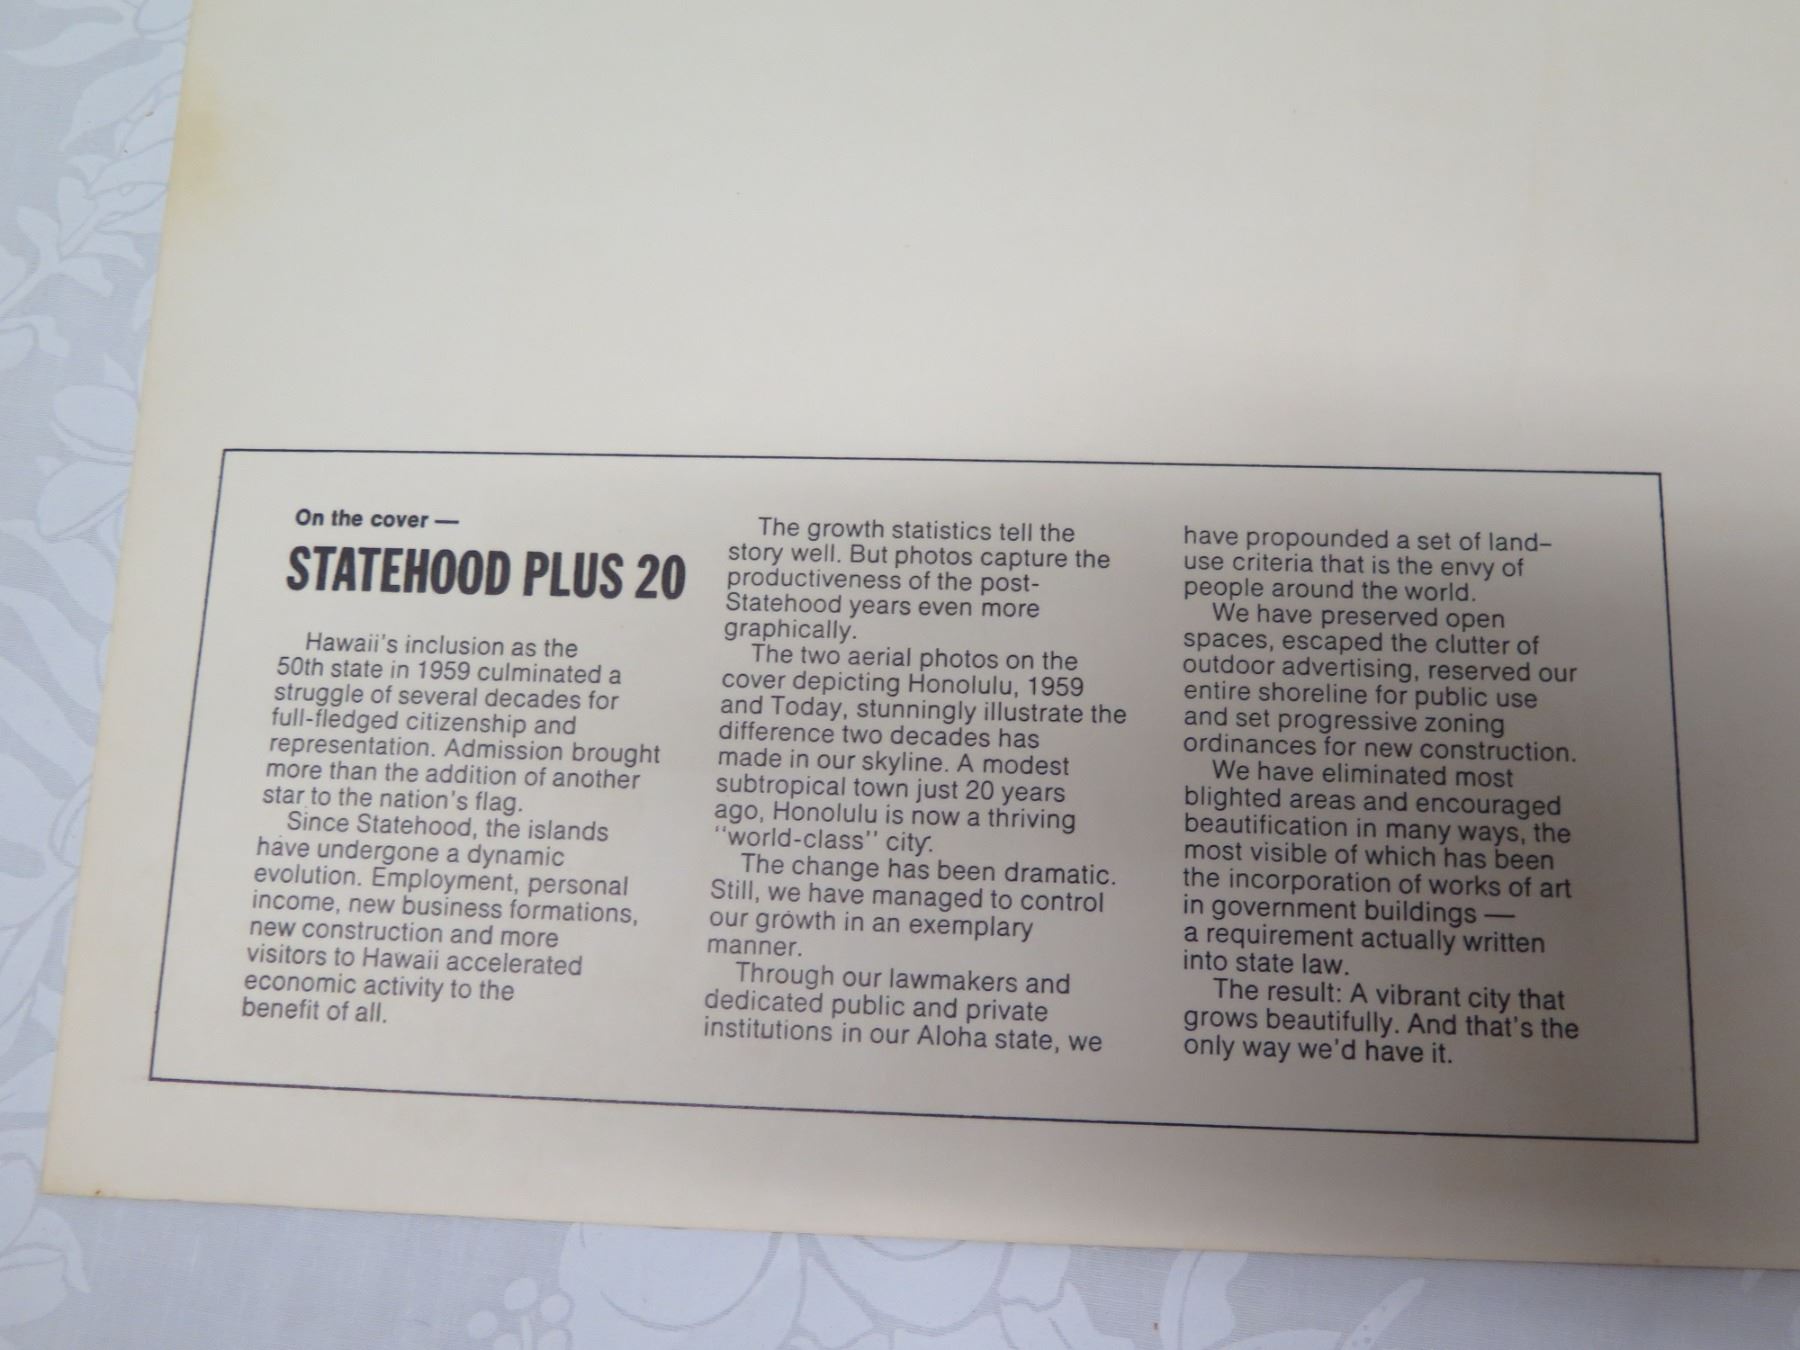 On the cover —
STATEHOOD PLUS 20
Hawaii's inclusion as the
50th state in 1959 culminated a
struggle of several decades for
full-fledged citizenship and
representation. Admission brought
more than the addition of another
star to the nation's flag.
Since Statehood, the islands
have undergone a dynamic
evolution. Employment, personal
income, new business formations,
new construction and more
visitors to Hawaii accelerated
economic activity to the
benefit of all.
The growth statistics tell the
story well. But photos capture the
productiveness of the post-
Statehood years even more
graphically.
The two aerial photos on the
cover depicting Honolulu, 1959
and Today, stunningly illustrate the
difference two decades has
made in our skyline. A modest
subtropical town just 20 years
ago, Honolulu is now a thriving
"world-class" city.
The change has been dramatic.
Still, we have managed to control
our growth in an exemplary
manner.
Through our lawmakers and
dedicated public and private
institutions in our Aloha state, we
have propounded a set of land–
use criteria that is the envy of
people around the world.
We have preserved open
spaces, escaped the clutter of
outdoor advertising, reserved our
entire shoreline for public use
and set progressive zoning
ordinances for new construction.
We have eliminated most
blighted areas and encouraged
beautification in many ways, the
most visible of which has been
the incorporation of works of art
in government buildings —
a requirement actually written
into state law.
The result: A vibrant city that
grows beautifully. And that's the
only way we'd have it.